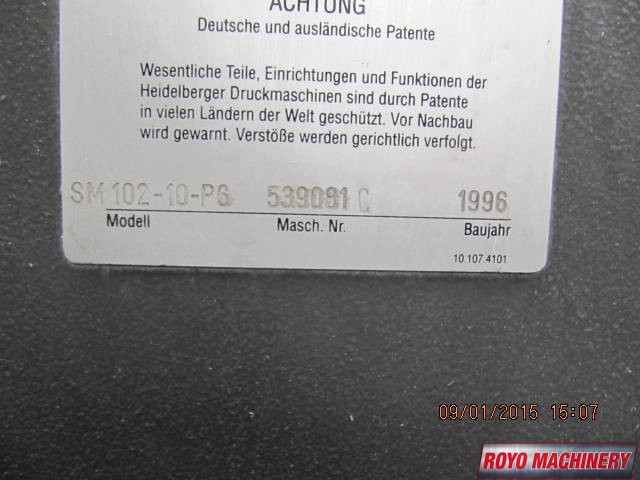 ACHTUNG
Deutsche und ausländische Patente
Wesentliche Teile, Einrichtungen und Funktionen der
Heidelberger Druckmaschinen sind durch Patente
in vielen Ländern der Welt geschützt. Vor Nachbau
wird gewarnt. Verstöße werden gerichtlich verfolgt.
SM 102-10-P6 539081 C 1996
Modell Masch. Nr. Baujahr
10.107.4101
09/01/2015 15:07
ROYO MACHINERY